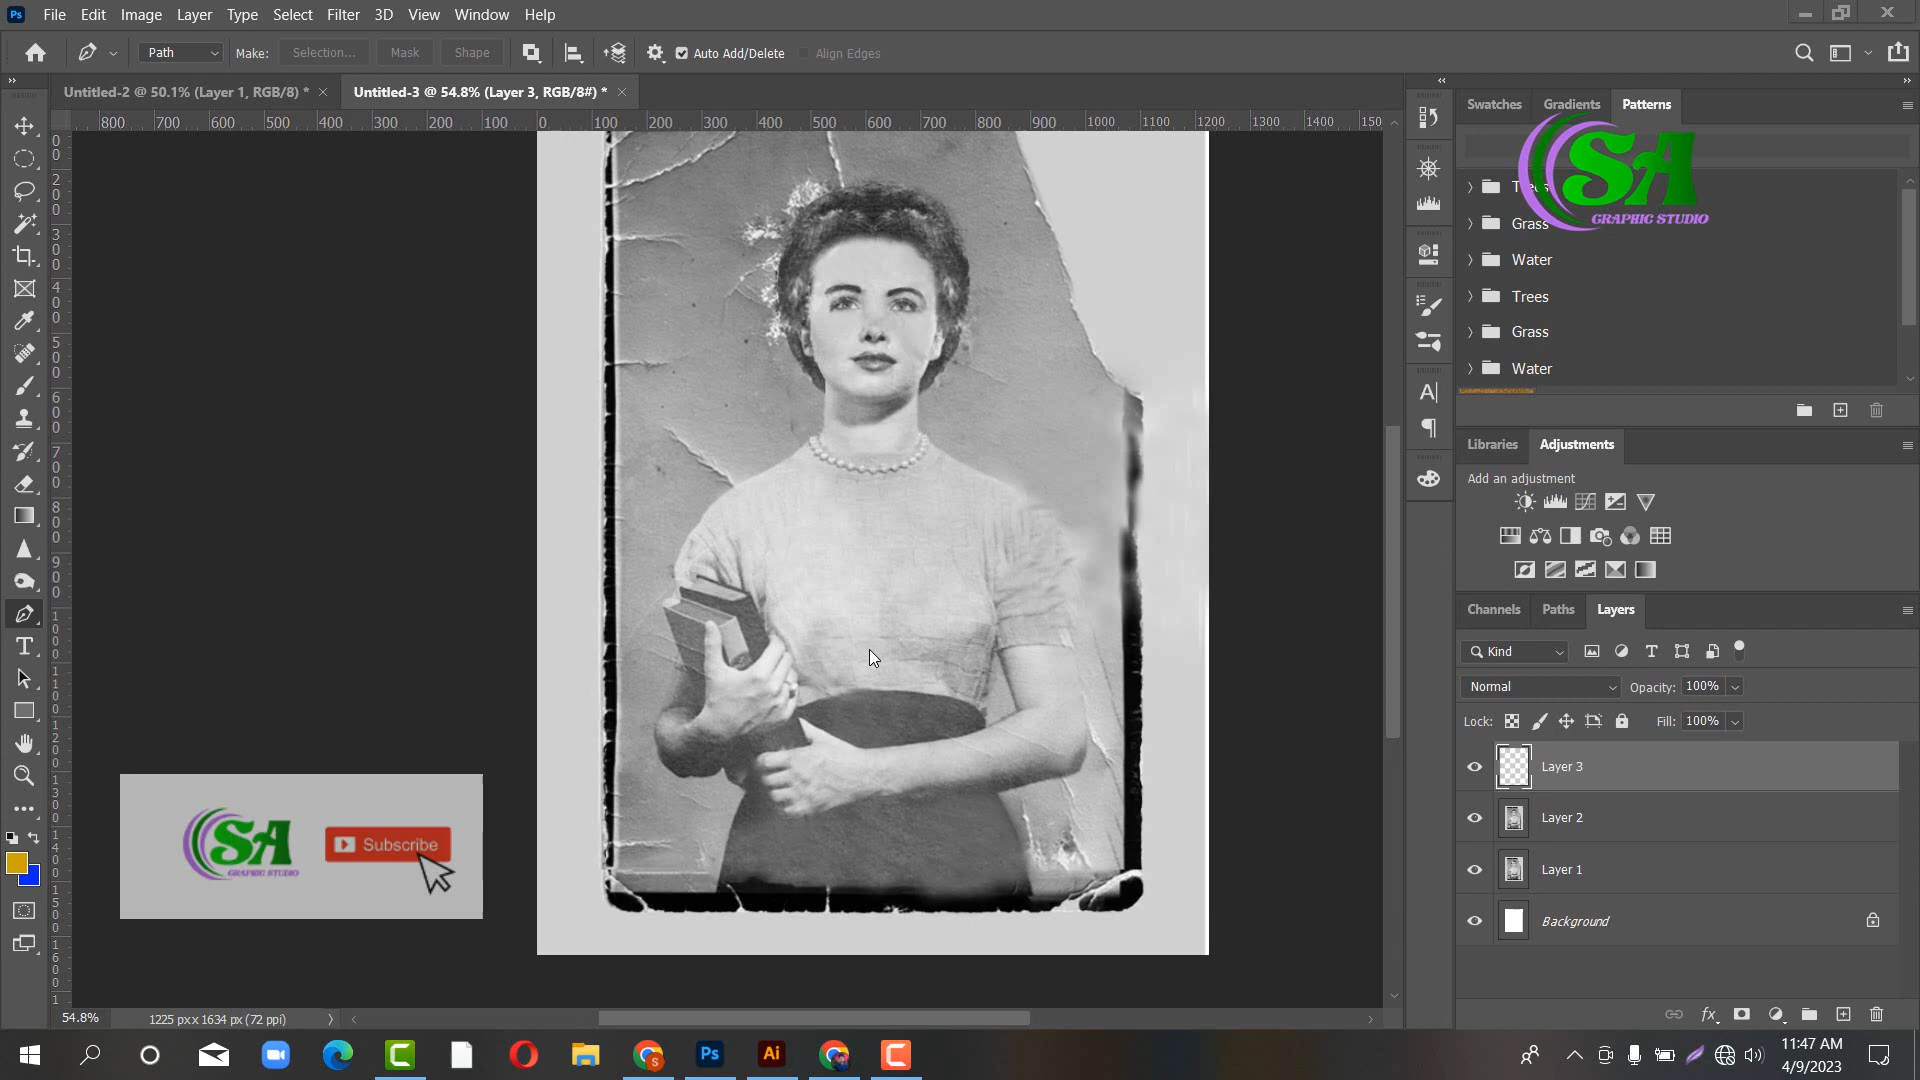 File Edit Image Layer Type Select Filter 3D View Window Help
Path Make: Selection... Mask Shape Auto Add/Delete Align Edges
Untitled-2 @ 50.1% (Layer 1, RGB/8) * Untitled-3 @ 54.8% (Layer 3, RGB/8#) *
800 700 600 500 400 300 200 100 0 100 200 300 400 500 600 700 800 900 1000 1100 1200 1300 1400 150
Swatches Gradients Patterns
Trees
SA
GRAPHIC STUDIO
Grass
Water
Trees
Grass
Water
Libraries Adjustments
Add an adjustment
Channels Paths Layers
Kind
Normal Opacity: 100%
Lock: Fill: 100%
Layer 3
Layer 2
Layer 1
Background
SA
GRAPHIC STUDIO
Subscribe
54.8% 1225 px x 1634 px (72 ppi)
11:47 AM
4/9/2023